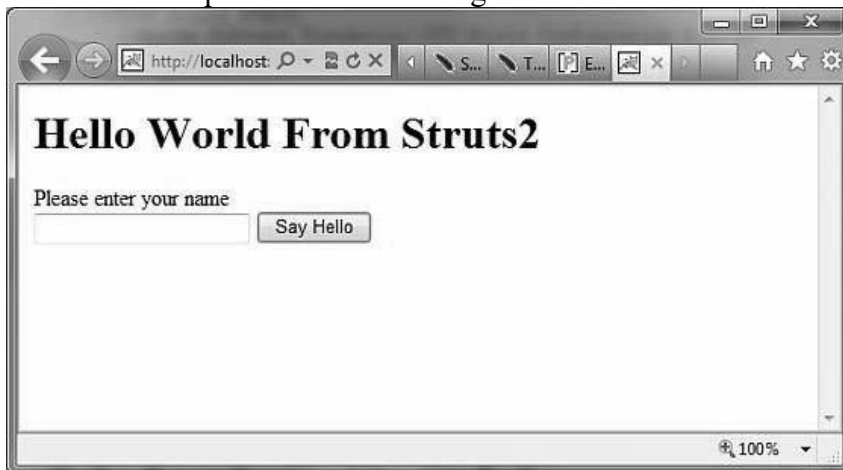 http://localhost:
S...
T...
E...
Hello World From Struts2
Please enter your name
Say Hello
100%